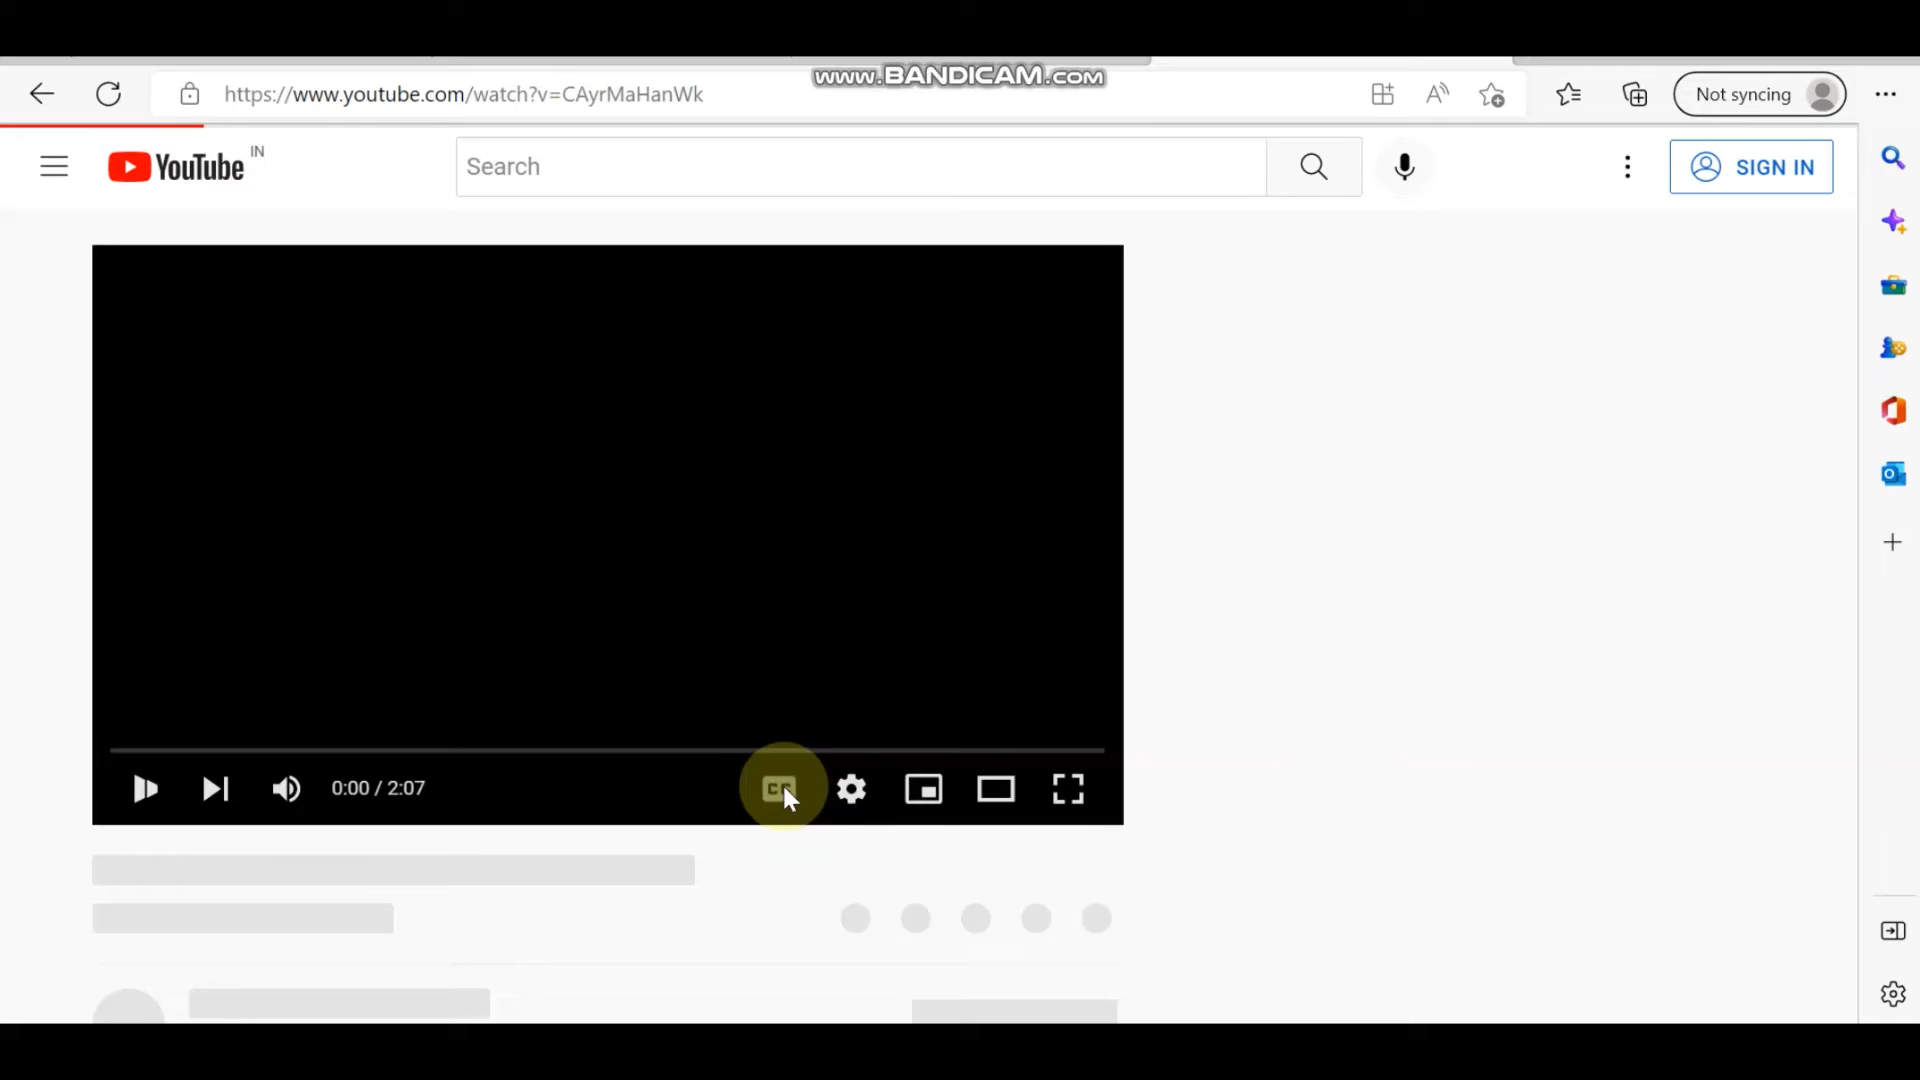 www.BANDICAM.com
https://www.youtube.com/watch?v=CAyrMaHanWk
Not syncing
YouTube IN
Search
SIGN IN
0:00 / 2:07
CC